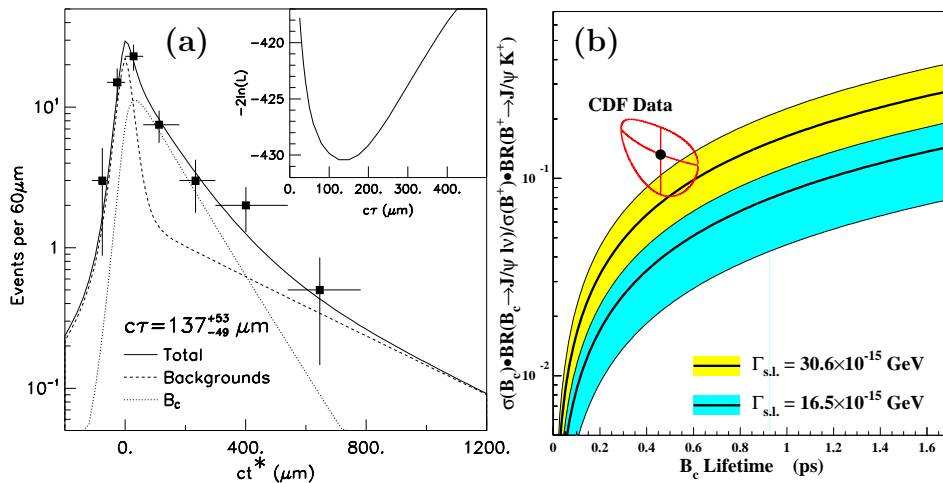 (a)
Events per 60μm
10¹
1
10⁻¹
cτ=137⁺⁵³₋₄₉ μm
Total
Backgrounds
B_c
0. 400. 800. 1200
ct* (μm)
-2ln(L)
-420
-425
-430
0. 200. 400.
cτ (μm)
(b)
σ(B_c)•BR(B_c→J/ψ lν)/σ(B⁺)•BR(B⁺→J/ψ K⁺)
10⁻¹
10⁻²
CDF Data
Γ_s.l. = 30.6×10⁻¹⁵ GeV
Γ_s.l. = 16.5×10⁻¹⁵ GeV
0 0.2 0.4 0.6 0.8 1 1.2 1.4 1.6
B_c Lifetime (ps)